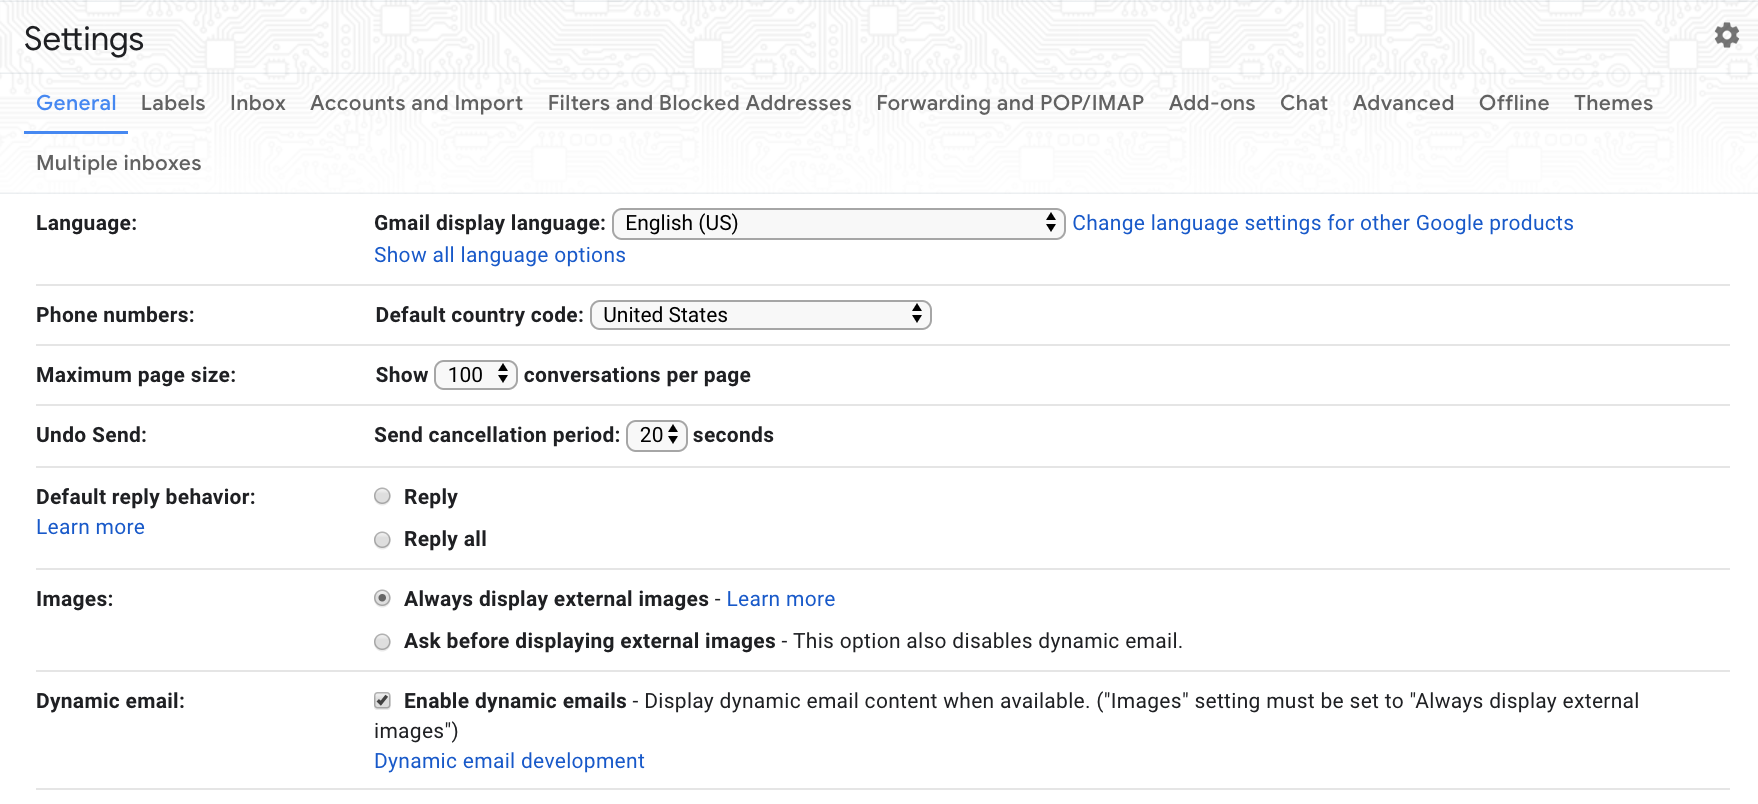 Settings
General Labels Inbox Accounts and Import Filters and Blocked Addresses Forwarding and POP/IMAP Add-ons Chat Advanced Offline Themes
Multiple inboxes
Language: Gmail display language: English (US) Change language settings for other Google products
Show all language options
Phone numbers: Default country code: United States
Maximum page size: Show 100 conversations per page
Undo Send: Send cancellation period: 20 seconds
Default reply behavior: Reply
Learn more
Reply all
Images: Always display external images - Learn more
Ask before displaying external images - This option also disables dynamic email.
Dynamic email: Enable dynamic emails - Display dynamic email content when available. ("Images" setting must be set to "Always display external
images")
Dynamic email development